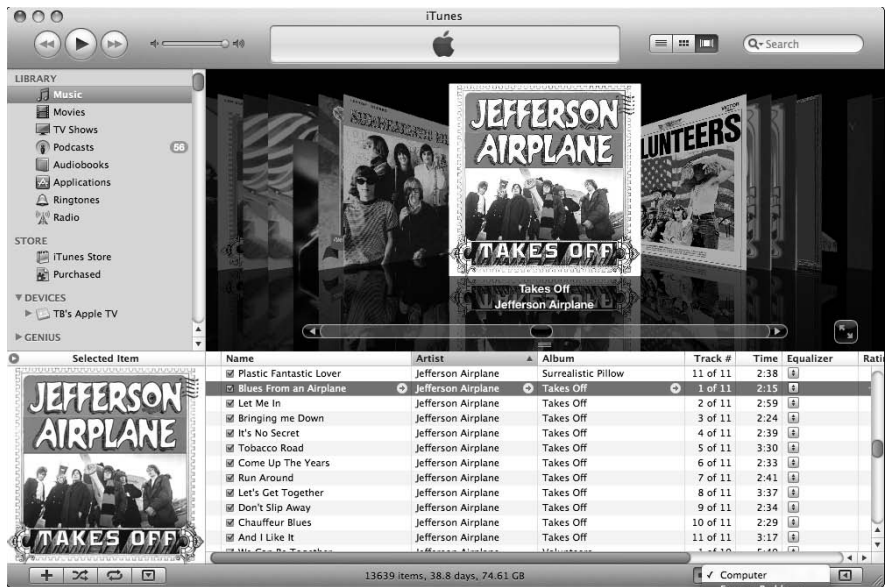 iTunes
Search
LIBRARY
Music
Movies
TV Shows
Podcasts 56
Audiobooks
Applications
Ringtones
Radio
STORE
iTunes Store
Purchased
DEVICES
TB's Apple TV
GENIUS
JEFFERSON
AIRPLANE
TAKES OFF
Takes Off
Jefferson Airplane
Selected Item
JEFFERSON
AIRPLANE
TAKES OFF
Name Artist Album Track # Time Equalizer
Plastic Fantastic Lover Jefferson Airplane Surrealistic Pillow 11 of 11 2:38
Blues From an Airplane Jefferson Airplane Takes Off 1 of 11 2:15
Let Me In Jefferson Airplane Takes Off 2 of 11 2:59
Bringing me Down Jefferson Airplane Takes Off 3 of 11 2:24
It's No Secret Jefferson Airplane Takes Off 4 of 11 2:39
Tobacco Road Jefferson Airplane Takes Off 5 of 11 3:30
Come Up The Years Jefferson Airplane Takes Off 6 of 11 2:33
Run Around Jefferson Airplane Takes Off 7 of 11 2:41
Let's Get Together Jefferson Airplane Takes Off 8 of 11 3:37
Don't Slip Away Jefferson Airplane Takes Off 9 of 11 2:34
Chauffeur Blues Jefferson Airplane Takes Off 10 of 11 2:29
And I Like It Jefferson Airplane Takes Off 11 of 11 3:17
13639 items, 38.8 days, 74.61 GB
Computer